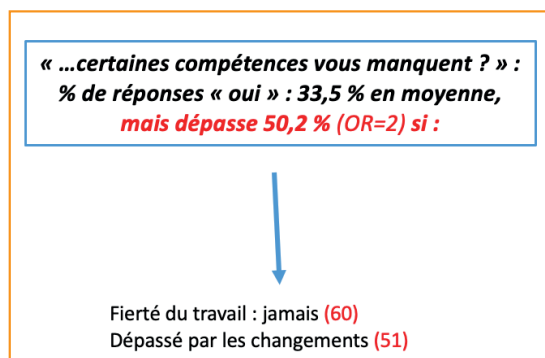 « …certaines compétences vous manquent ? » :
% de réponses « oui » : 33,5 % en moyenne,
mais dépasse 50,2 % (OR=2) si :
Fierté du travail : jamais (60)
Dépassé par les changements (51)